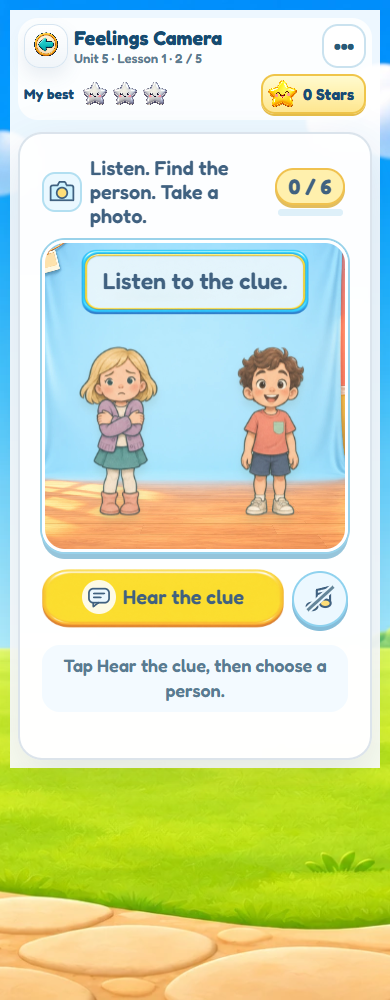 Feelings Camera
Unit 5 · Lesson 1 · 2 / 5
•••
My best
0 Stars
Listen. Find the
person. Take a
photo.
0 / 6
Listen to the clue.
Hear the clue
Tap Hear the clue, then choose a
person.